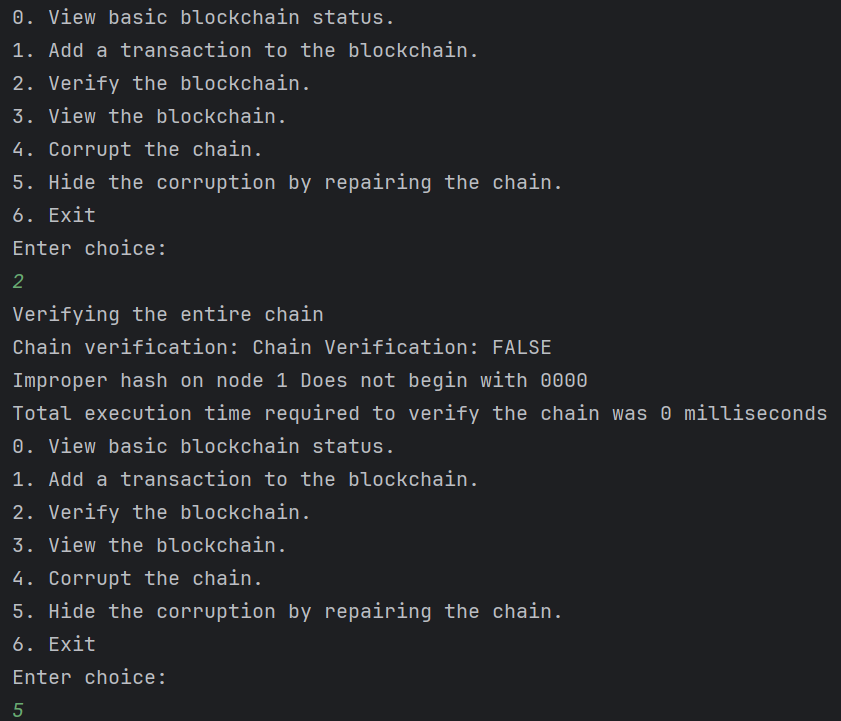 0. View basic blockchain status.
1. Add a transaction to the blockchain.
2. Verify the blockchain.
3. View the blockchain.
4. Corrupt the chain.
5. Hide the corruption by repairing the chain.
6. Exit
Enter choice:
2
Verifying the entire chain
Chain verification: Chain Verification: FALSE
Improper hash on node 1 Does not begin with 0000
Total execution time required to verify the chain was 0 milliseconds
0. View basic blockchain status.
1. Add a transaction to the blockchain.
2. Verify the blockchain.
3. View the blockchain.
4. Corrupt the chain.
5. Hide the corruption by repairing the chain.
6. Exit
Enter choice:
5